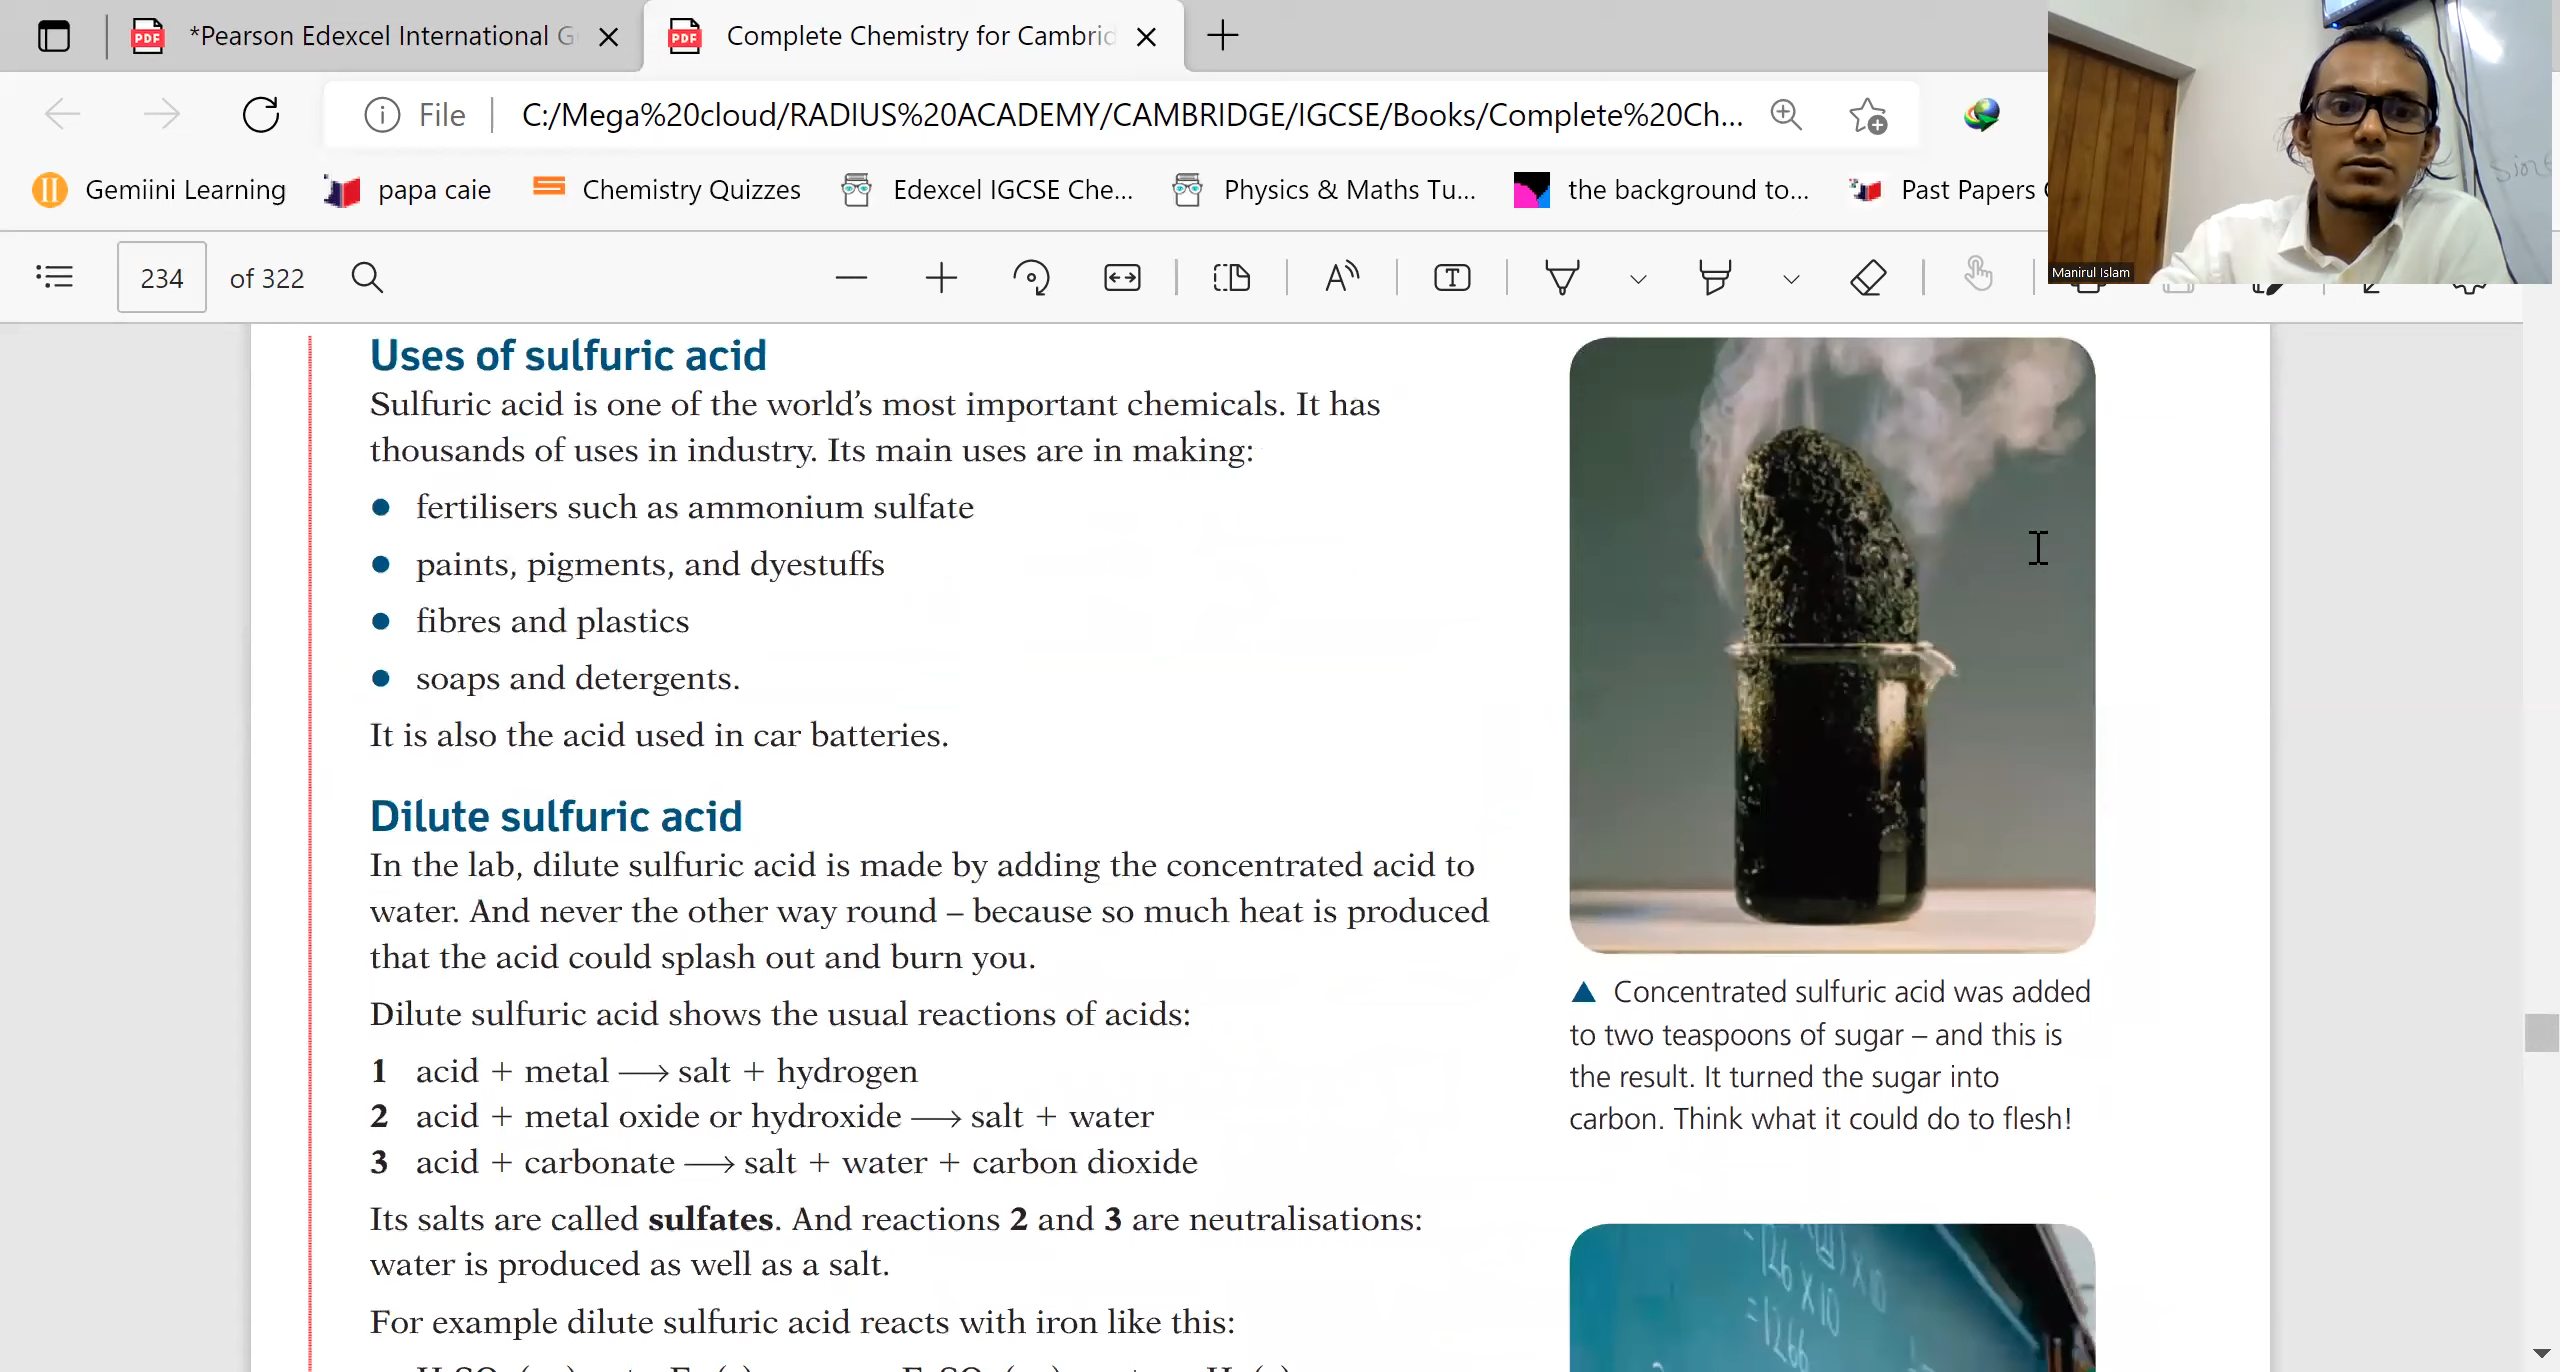 *Pearson Edexcel International G
Complete Chemistry for Cambrid
File
C:/Mega%20cloud/RADIUS%20ACADEMY/CAMBRIDGE/IGCSE/Books/Complete%20Ch...
Gemiini Learning
papa caie
Chemistry Quizzes
Edexcel IGCSE Che...
Physics & Maths Tu...
the background to...
Past Papers
Manirul Islam
234 of 322
Uses of sulfuric acid
Sulfuric acid is one of the world's most important chemicals. It has
thousands of uses in industry. Its main uses are in making:
● fertilisers such as ammonium sulfate
● paints, pigments, and dyestuffs
● fibres and plastics
● soaps and detergents.
It is also the acid used in car batteries.
Dilute sulfuric acid
In the lab, dilute sulfuric acid is made by adding the concentrated acid to
water. And never the other way round – because so much heat is produced
that the acid could splash out and burn you.
Dilute sulfuric acid shows the usual reactions of acids:
1 acid + metal ⟶ salt + hydrogen
2 acid + metal oxide or hydroxide ⟶ salt + water
3 acid + carbonate ⟶ salt + water + carbon dioxide
Its salts are called sulfates. And reactions 2 and 3 are neutralisations:
water is produced as well as a salt.
For example dilute sulfuric acid reacts with iron like this:
▲ Concentrated sulfuric acid was added
to two teaspoons of sugar – and this is
the result. It turned the sugar into
carbon. Think what it could do to flesh!
126 × 10
= 1266